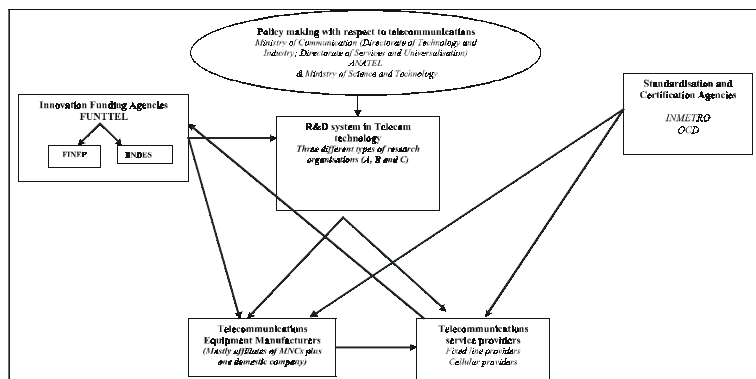 Policy making with respect to telecommunications
Ministry of Communication (Directorate of Technology and
Industry; Directorate of Services and Universalisation)
ANATEL
& Ministry of Science and Technology
Innovation Funding Agencies
FUNTTEL
FINEP
BNDES
R&D system in Telecom
technology
Three different types of research
organisations (A, B and C)
Standardisation and
Certification Agencies
INMETRO
OCD
Telecommunications
Equipment Manufacturers
(Mostly affiliates of MNCs plus
one domestic company)
Telecommunications
service providers
Fixed line providers
Cellular providers